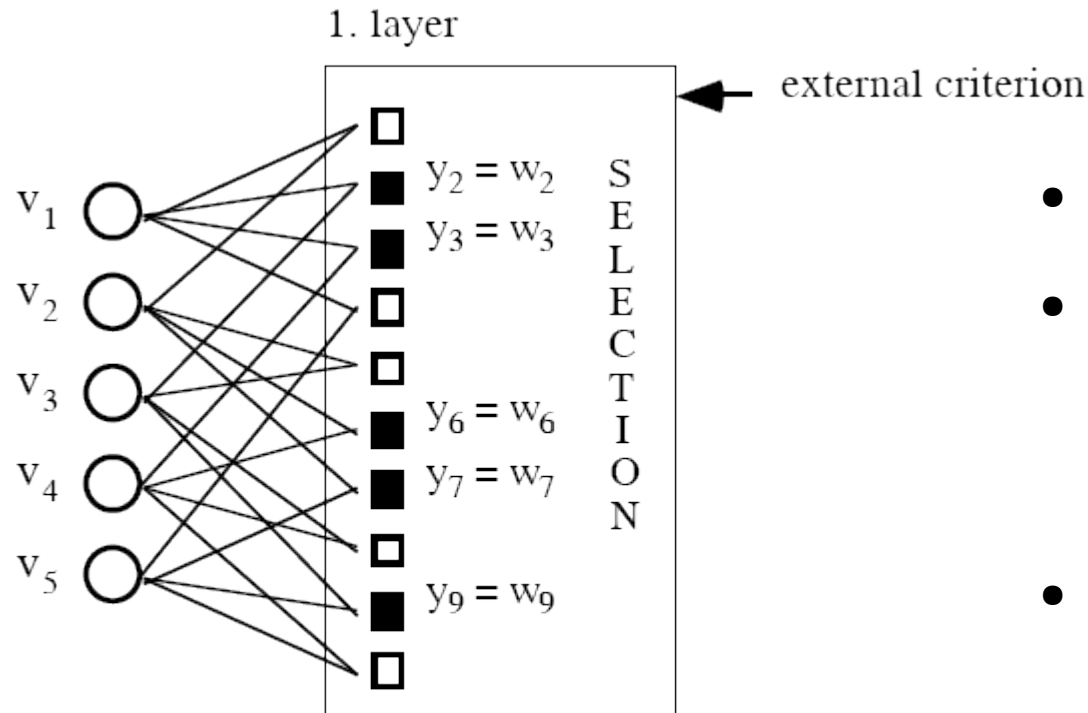 1. layer
external criterion
v1
v2
v3
v4
v5
y2 = w2
y3 = w3
y6 = w6
y7 = w7
y9 = w9
SELECTION